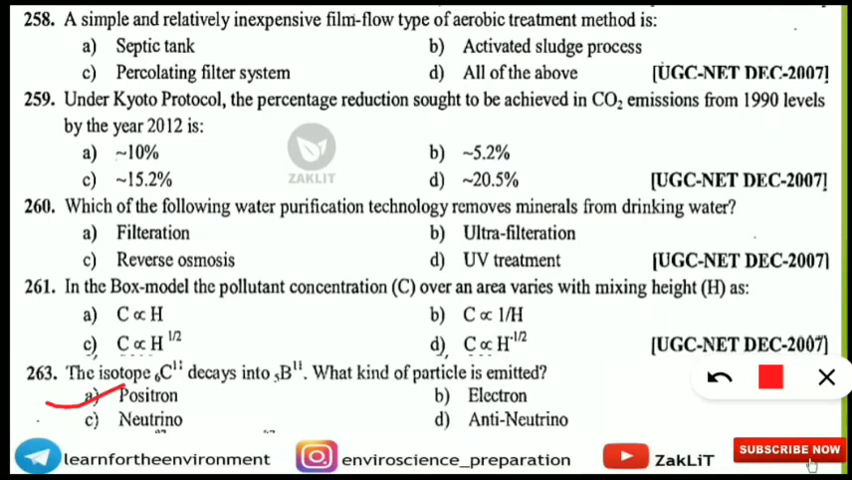 258. A simple and relatively inexpensive film-flow type of aerobic treatment method is:
a) Septic tank b) Activated sludge process
c) Percolating filter system d) All of the above [UGC-NET DEC-2007]
259. Under Kyoto Protocol, the percentage reduction sought to be achieved in CO₂ emissions from 1990 levels
by the year 2012 is:
a) ~10% b) ~5.2%
c) ~15.2% d) ~20.5% [UGC-NET DEC-2007]
ZAKLIT
260. Which of the following water purification technology removes minerals from drinking water?
a) Filteration b) Ultra-filteration
c) Reverse osmosis d) UV treatment [UGC-NET DEC-2007]
261. In the Box-model the pollutant concentration (C) over an area varies with mixing height (H) as:
a) C ∝ H b) C ∝ 1/H
c) C ∝ H^1/2 d) C ∝ H^-1/2 [UGC-NET DEC-2007]
263. The isotope ₆C¹¹ decays into ₅B¹¹. What kind of particle is emitted?
a) Positron b) Electron
c) Neutrino d) Anti-Neutrino
learnfortheenvironment enviroscience_preparation ZakLiT SUBSCRIBE NOW